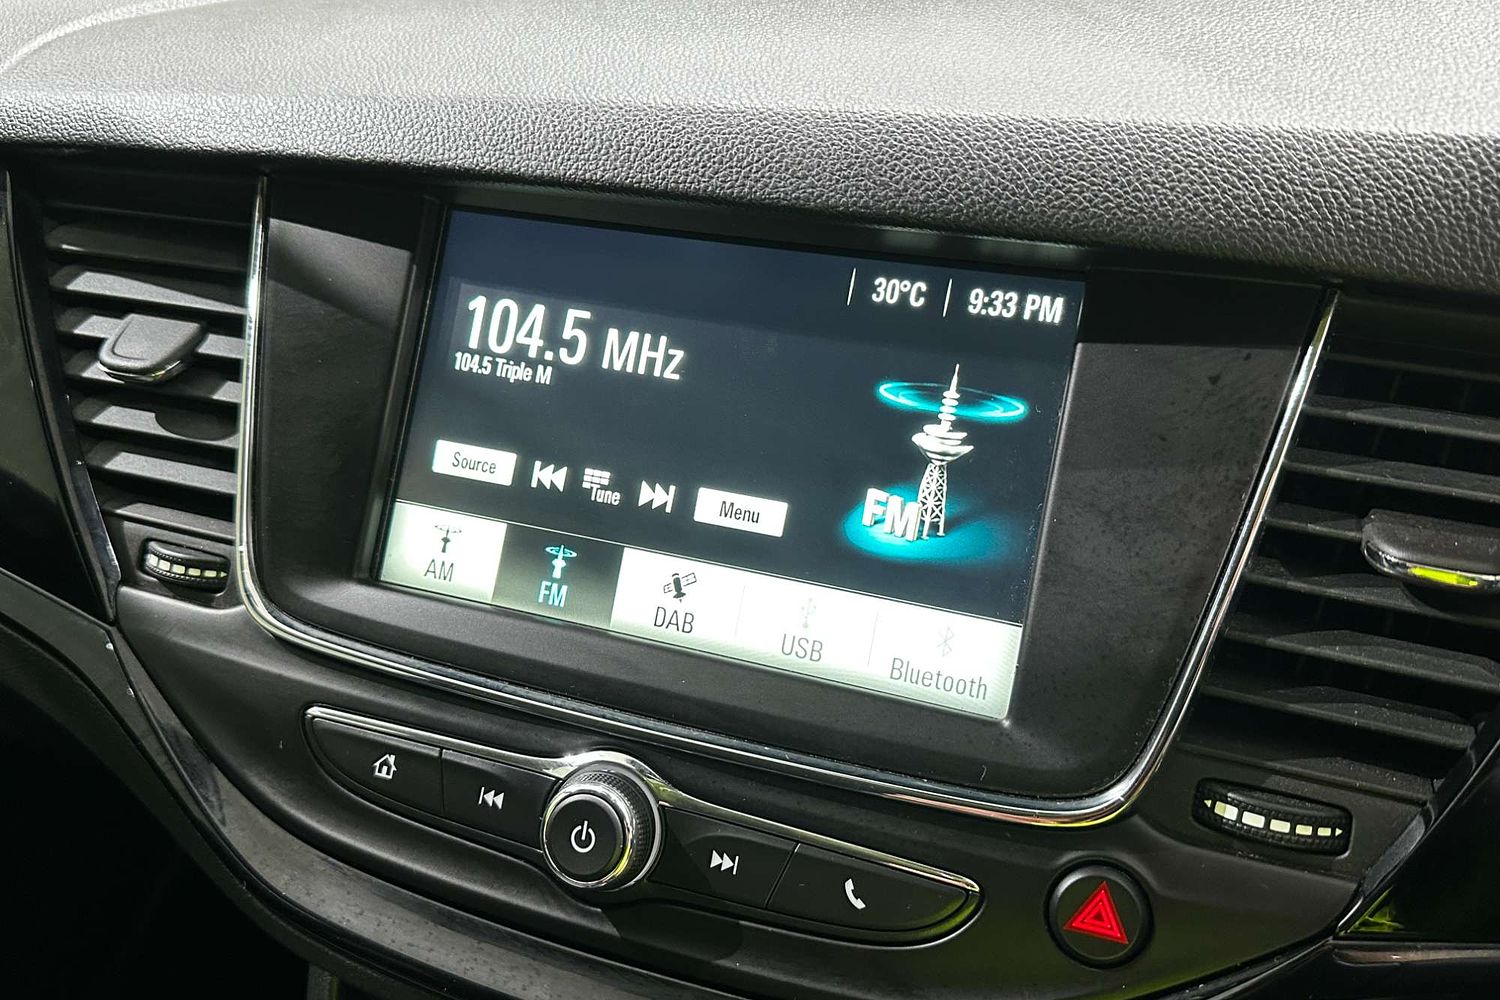 30°C 9:33 PM
104.5 MHz
104.5 Triple M
Source Tune Menu
FM
AM FM DAB USB Bluetooth